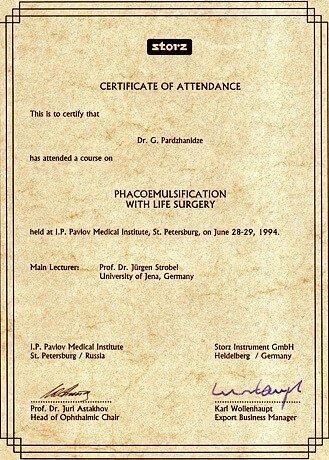 storz
CERTIFICATE OF ATTENDANCE
This is to certify that
Dr. G. Pardzhanidze
has attended a course on
PHACOEMULSIFICATION
WITH LIFE SURGERY
held at I.P. Pavlov Medical Institute, St. Petersburg, on June 28-29, 1994.
Main Lecturer: Prof. Dr. Jürgen Strobel
University of Jena, Germany
I.P. Pavlov Medical Institute
St. Petersburg / Russia
Storz Instrument GmbH
Heidelberg / Germany
Prof. Dr. Juri Astakhov
Head of Ophthalmic Chair
Karl Wollenhaupt
Export Business Manager